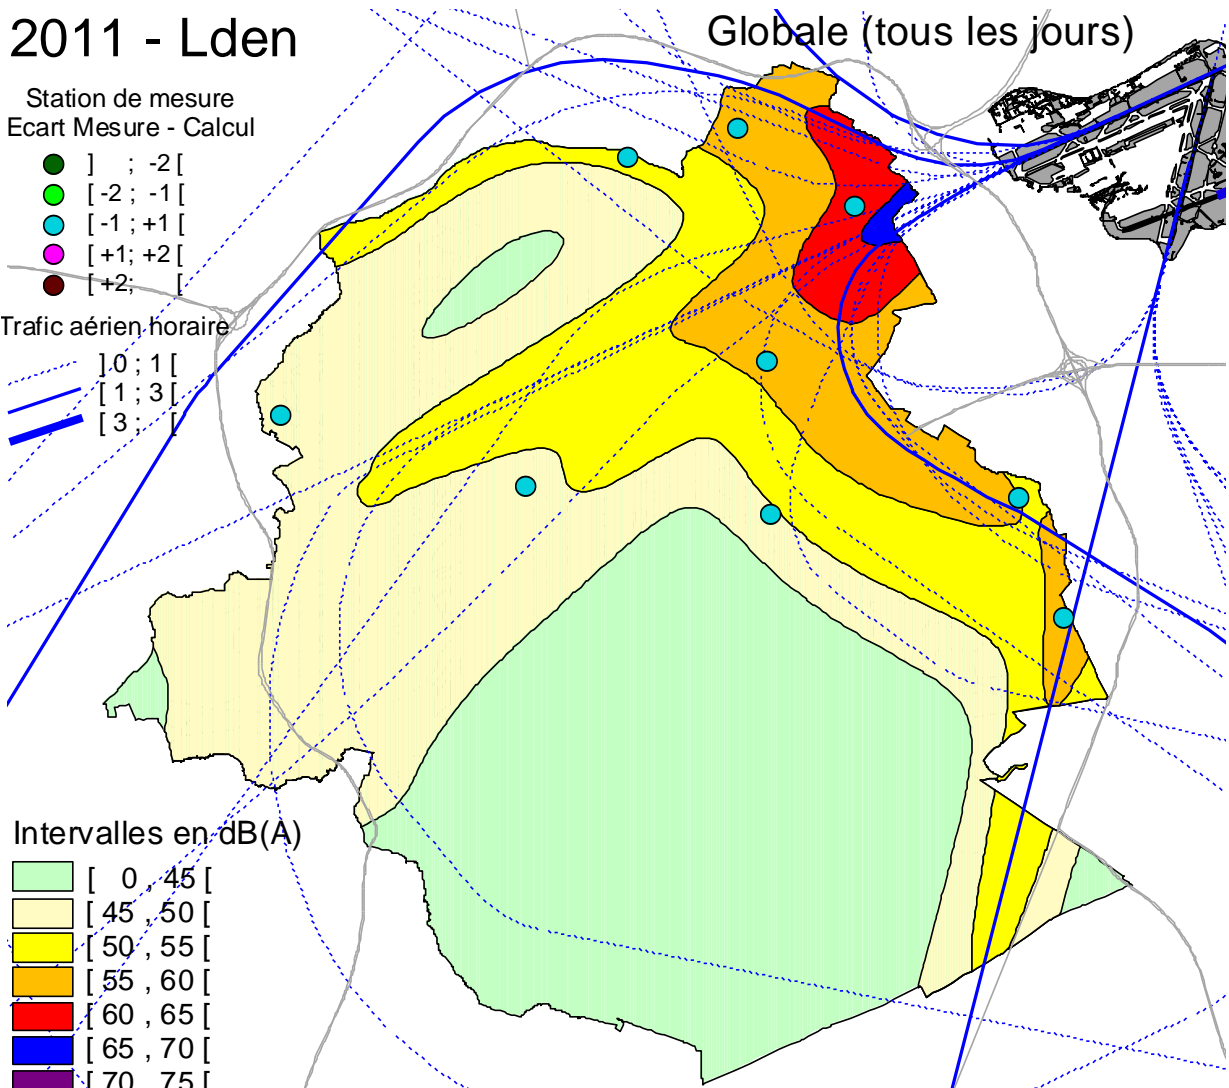 2011 - Lden
Globale (tous les jours)
Station de mesure
Ecart Mesure - Calcul
] ; -2 [
[ -2 ; -1 [
[ -1 ; +1 [
[ +1; +2 [
[ +2; [
Trafic aérien horaire
] 0 ; 1 [
[ 1 ; 3 [
[ 3 ; [
Intervalles en dB(A)
[ 0 , 45 [
[ 45 , 50 [
[ 50 , 55 [
[ 55 , 60 [
[ 60 , 65 [
[ 65 , 70 [
[ 70 , 75 [